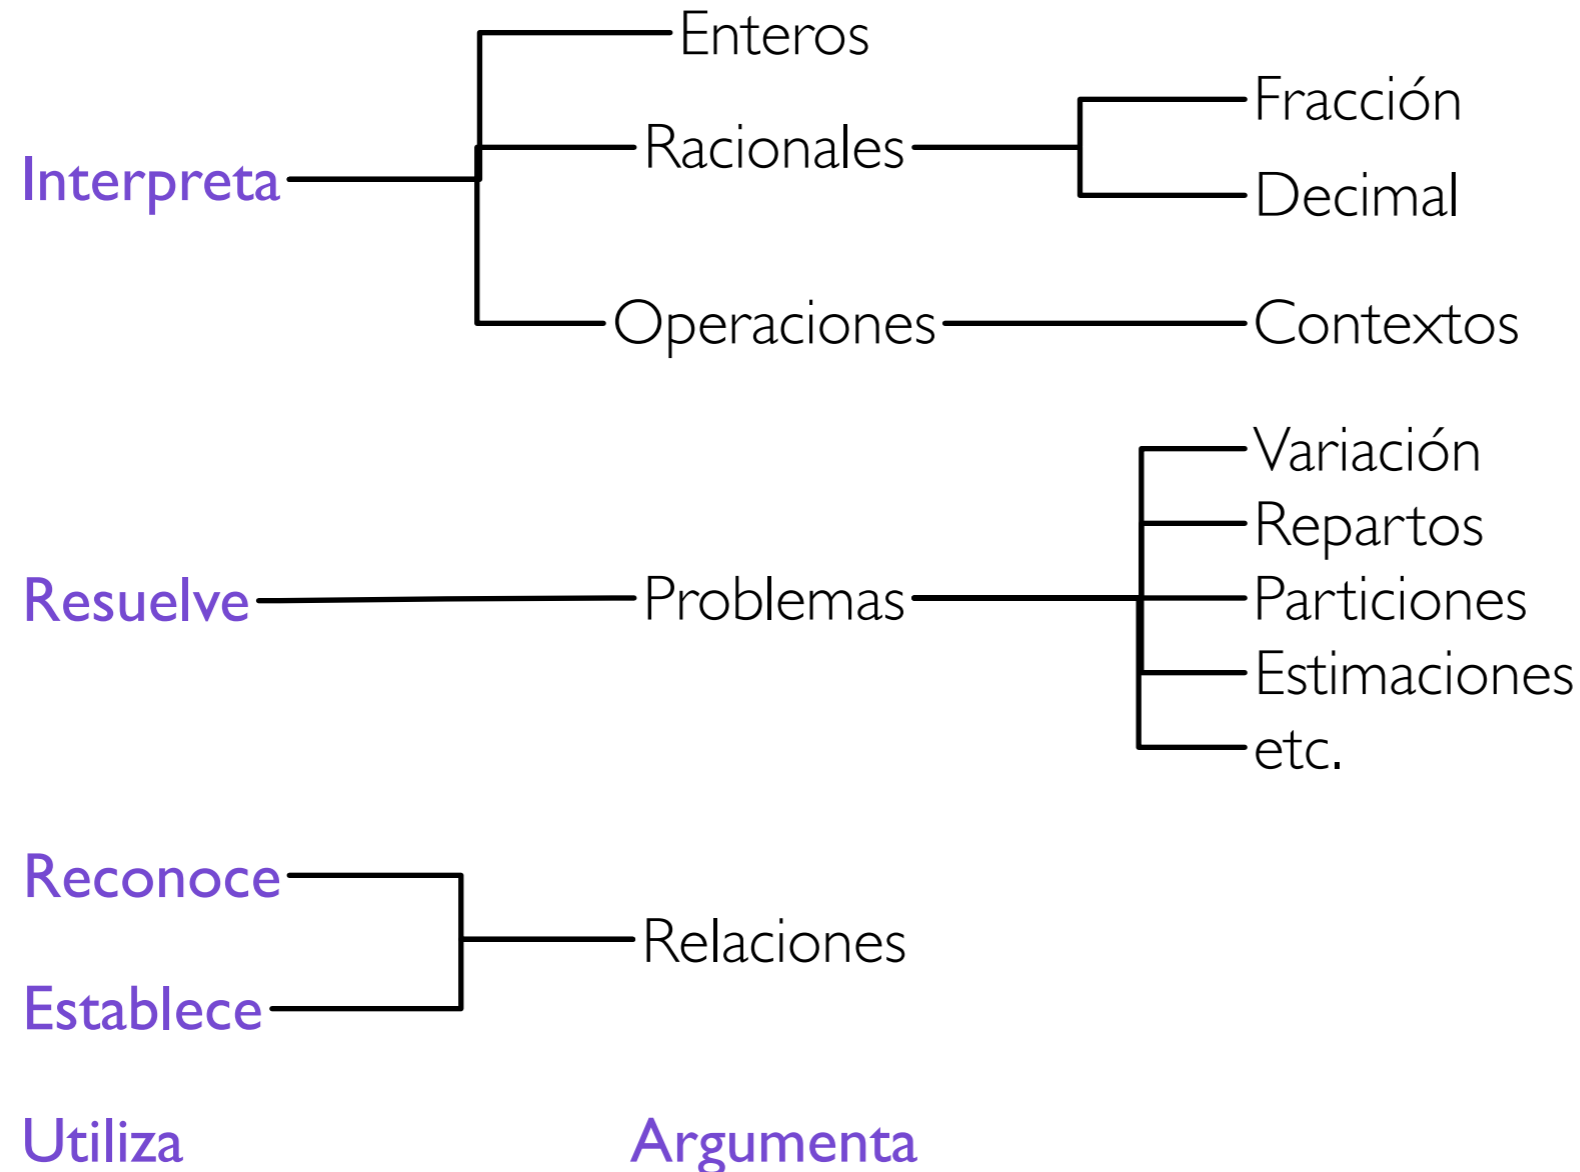 Enteros
Fracción
Interpreta
Racionales
Decimal
Operaciones
Contextos
Variación
Repartos
Resuelve
Problemas
Particiones
Estimaciones
etc.
Reconoce
Relaciones
Establece
Utiliza
Argumenta